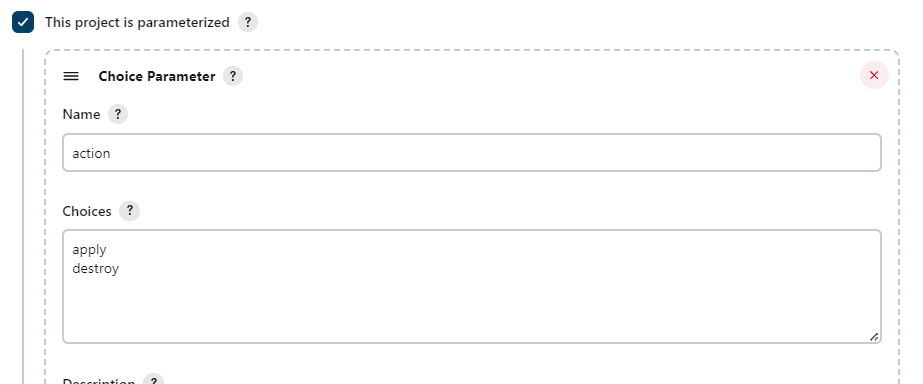 This project is parameterized ?
Choice Parameter ?
Name ?
action
Choices ?
apply
destroy
Description ?